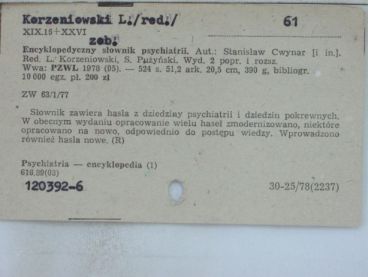 Korzeniowski L./red./ 61
XIX.15+XXVI
zob.
Encyklopedyczny słownik psychiatrii. Aut.: Stanisław Cwynar [i in.].
Red. L. Korzeniowski, S. Pużyński. Wyd. 2 popr. i rozsz.
Wwa: PZWL 1978 (05). — 524 s. 51,2 ark. 20,5 cm, 390 g, bibliogr.
10 000 egz. pł. 200 zł
ZW 63/1/77
Słownik zawiera hasła z dziedziny psychiatrii i dziedzin pokrewnych.
W obecnym wydaniu opracowanie wielu haseł zmodernizowano, niektóre
opracowano na nowo, odpowiednio do postępu wiedzy. Wprowadzono
również hasła nowe. (R)
Psychiatria — encyklopedia (1)
616.89(03)
120392-6 30-25/78(2237)